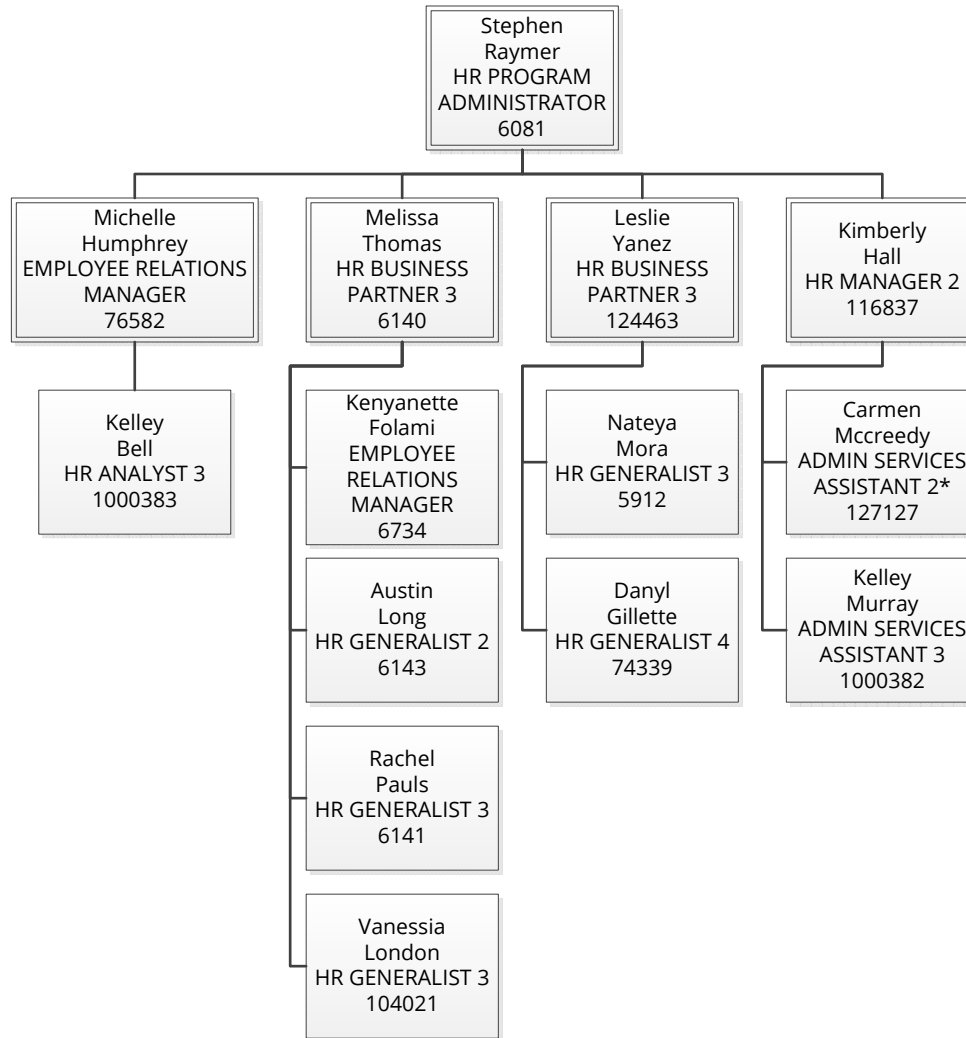 Stephen
Raymer
HR PROGRAM
ADMINISTRATOR
6081
Michelle
Humphrey
EMPLOYEE RELATIONS
MANAGER
76582
Melissa
Thomas
HR BUSINESS
PARTNER 3
6140
Leslie
Yanez
HR BUSINESS
PARTNER 3
124463
Kimberly
Hall
HR MANAGER 2
116837
Kelley
Bell
HR ANALYST 3
1000383
Kenyanette
Folami
EMPLOYEE
RELATIONS
MANAGER
6734
Austin
Long
HR GENERALIST 2
6143
Rachel
Pauls
HR GENERALIST 3
6141
Vanessia
London
HR GENERALIST 3
104021
Nateya
Mora
HR GENERALIST 3
5912
Danyl
Gillette
HR GENERALIST 4
74339
Carmen
Mccreedy
ADMIN SERVICES
ASSISTANT 2*
127127
Kelley
Murray
ADMIN SERVICES
ASSISTANT 3
1000382